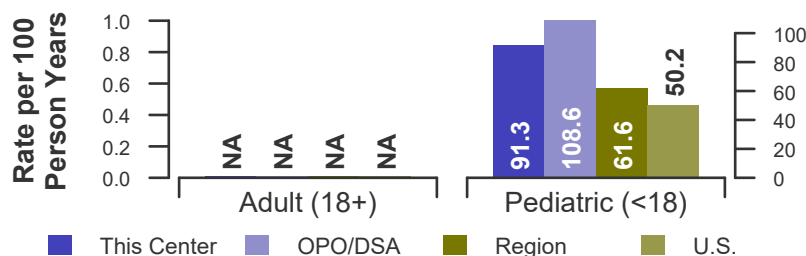 Rate per 100
Person Years
1.0
0.8
0.6
0.4
0.2
0.0
NA NA NA NA
91.3 108.6 61.6 50.2
100
80
60
40
20
0
Adult (18+) Pediatric (<18)
This Center OPO/DSA Region U.S.